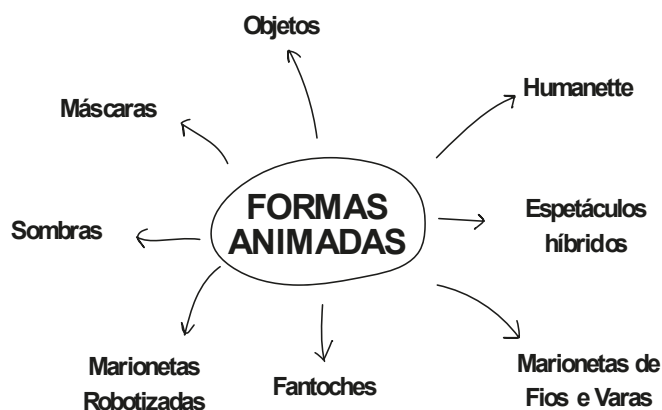 Objetos
Humanette
Máscaras
FORMAS
ANIMADAS
Espetáculos
híbridos
Sombras
Marionetas
Robotizadas
Fantoches
Marionetas de
Fios e Varas